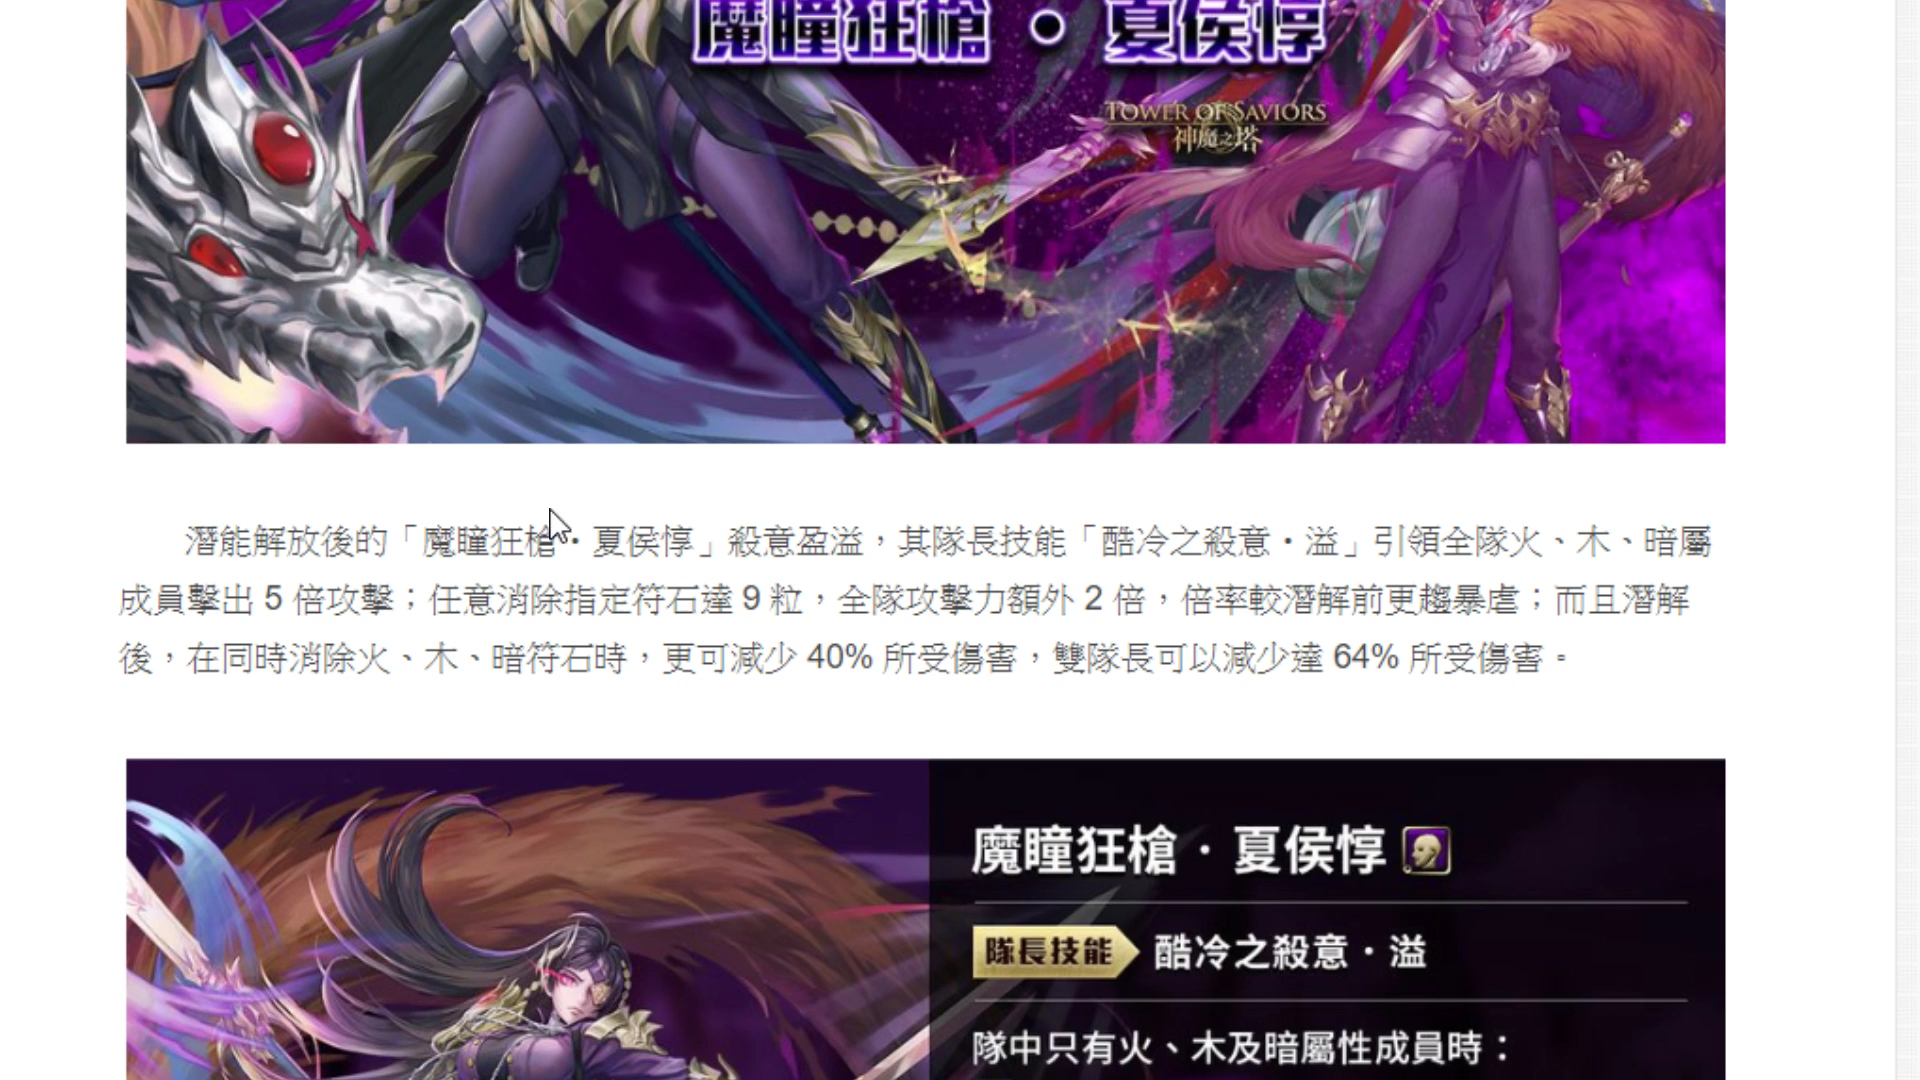 魔瞳狂槍・夏侯惇
TOWER OF SAVIORS
神魔之塔
潛能解放後的「魔瞳狂槍・夏侯惇」殺意盈溢，其隊長技能「酷冷之殺意・溢」引領全隊火、木、暗屬
成員擊出 5 倍攻擊；任意消除指定符石達 9 粒，全隊攻擊力額外 2 倍，倍率較潛解前更趨暴虐；而且潛解
後，在同時消除火、木、暗符石時，更可減少 40% 所受傷害，雙隊長可以減少達 64% 所受傷害。
魔瞳狂槍・夏侯惇
隊長技能 酷冷之殺意・溢
隊中只有火、木及暗屬性成員時：